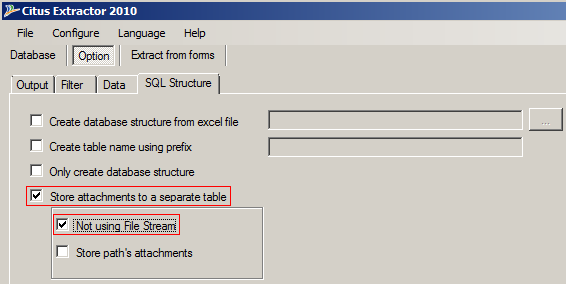 Citus Extractor 2010
File Configure Language Help
Database Option Extract from forms
Output Filter Data SQL Structure
Create database structure from excel file ...
Create table name using prefix
Only create database structure
Store attachments to a separate table
Not using File Stream
Store path's attachments